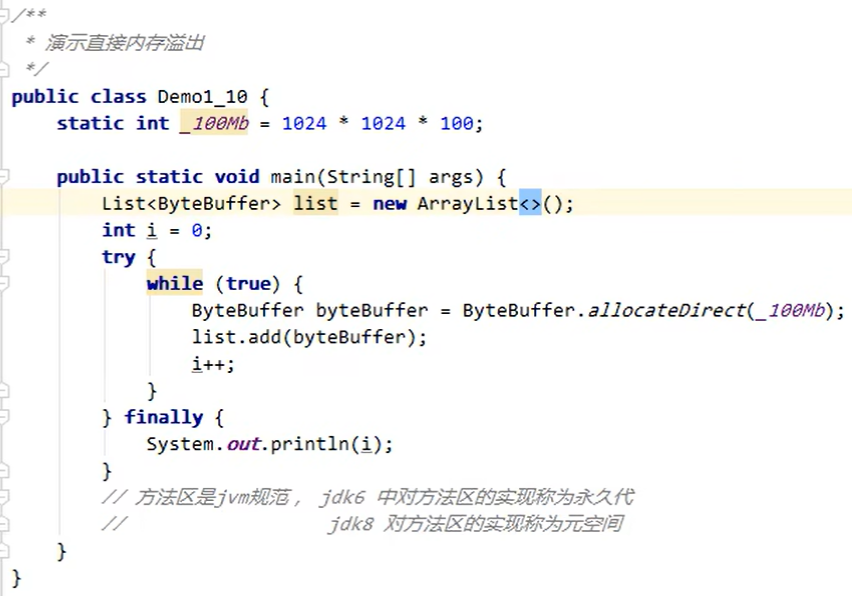 /**
 * 演示直接内存溢出
 */
public class Demo1_10 {
    static int _100Mb = 1024 * 1024 * 100;

    public static void main(String[] args) {
        List<ByteBuffer> list = new ArrayList<>();
        int i = 0;
        try {
            while (true) {
                ByteBuffer byteBuffer = ByteBuffer.allocateDirect(_100Mb);
                list.add(byteBuffer);
                i++;
            }
        } finally {
            System.out.println(i);
        }
        // 方法区是jvm规范， jdk6 中对方法区的实现称为永久代
        //                  jdk8 对方法区的实现称为元空间
    }
}